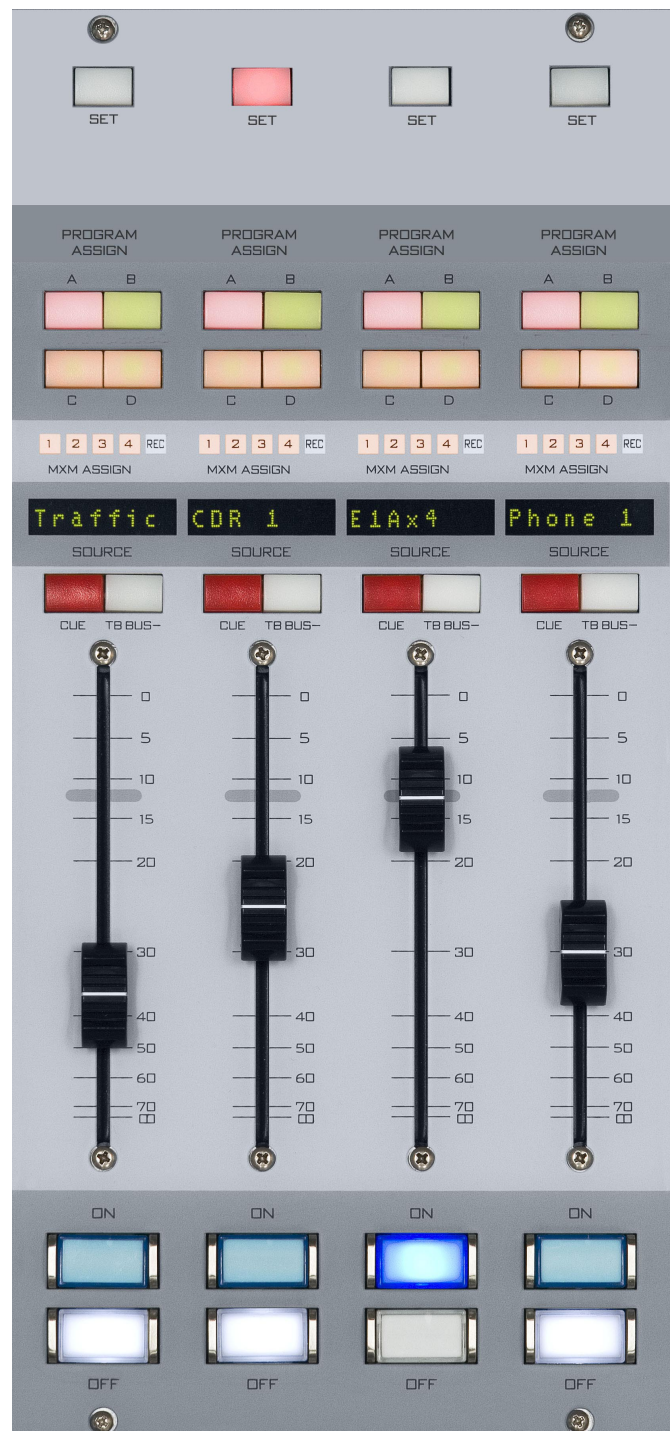 SET SET SET SET
PROGRAM PROGRAM PROGRAM PROGRAM
ASSIGN ASSIGN ASSIGN ASSIGN
A B A B A B A B
C D C D C D C D
1 2 3 4 REC 1 2 3 4 REC 1 2 3 4 REC 1 2 3 4 REC
MXM ASSIGN MXM ASSIGN MXM ASSIGN MXM ASSIGN
Traffic CDR 1 E1Ax4 Phone 1
SOURCE SOURCE SOURCE SOURCE
CUE TB BUS– CUE TB BUS– CUE TB BUS– CUE TB BUS–
0 0 0 0
5 5 5 5
10 10 10 10
15 15 15 15
20 20 20 20
30 30 30 30
40 40 40 40
50 50 50 50
60 60 60 60
70 70 70 70
∞ ∞ ∞ ∞
ON ON ON ON
OFF OFF OFF OFF